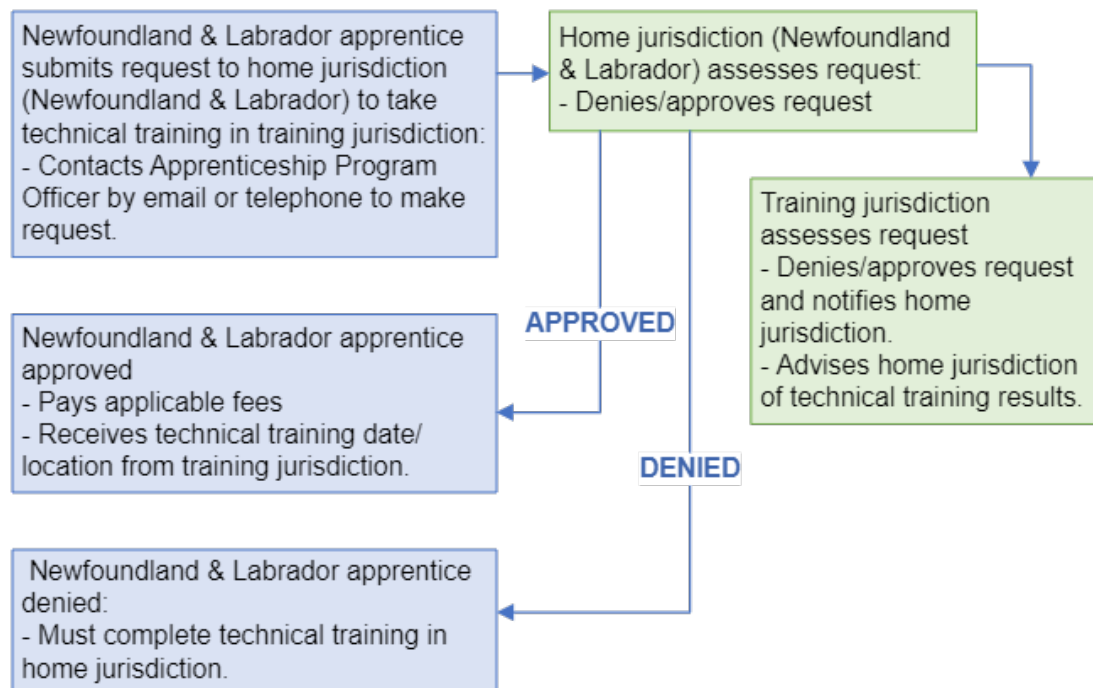 Newfoundland & Labrador apprentice
submits request to home jurisdiction
(Newfoundland & Labrador) to take
technical training in training jurisdiction:
- Contacts Apprenticeship Program
Officer by email or telephone to make
request.
Home jurisdiction (Newfoundland
& Labrador) assesses request:
- Denies/approves request
Training jurisdiction
assesses request
- Denies/approves request
and notifies home
jurisdiction.
- Advises home jurisdiction
of technical training results.
APPROVED
Newfoundland & Labrador apprentice
approved
- Pays applicable fees
- Receives technical training date/
location from training jurisdiction.
DENIED
Newfoundland & Labrador apprentice
denied:
- Must complete technical training in
home jurisdiction.